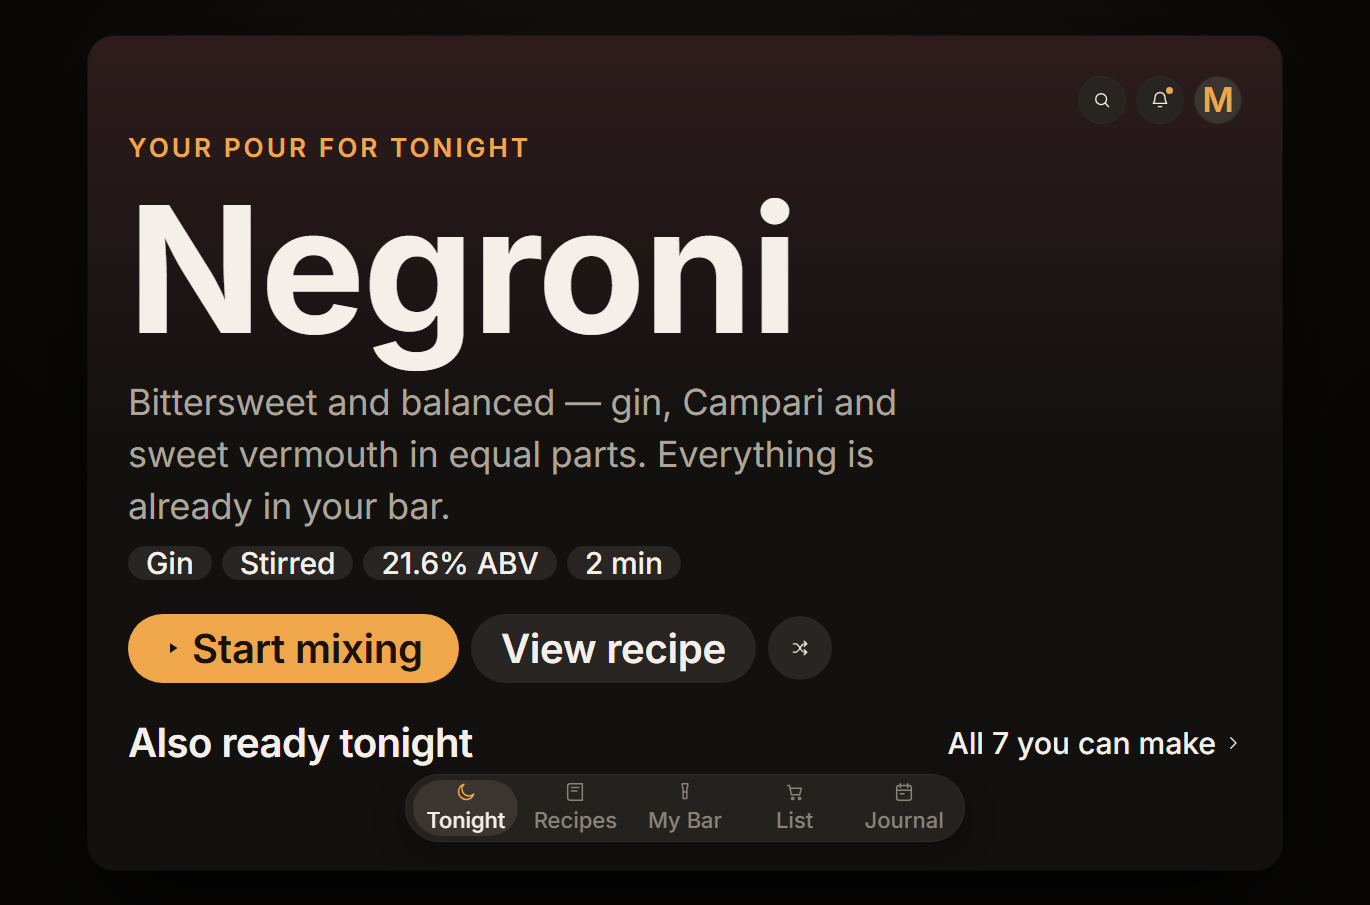 M
YOUR POUR FOR TONIGHT
Negroni
Bittersweet and balanced — gin, Campari and
sweet vermouth in equal parts. Everything is
already in your bar.
Gin Stirred 21.6% ABV 2 min
Start mixing View recipe
Also ready tonight All 7 you can make
Tonight Recipes My Bar List Journal